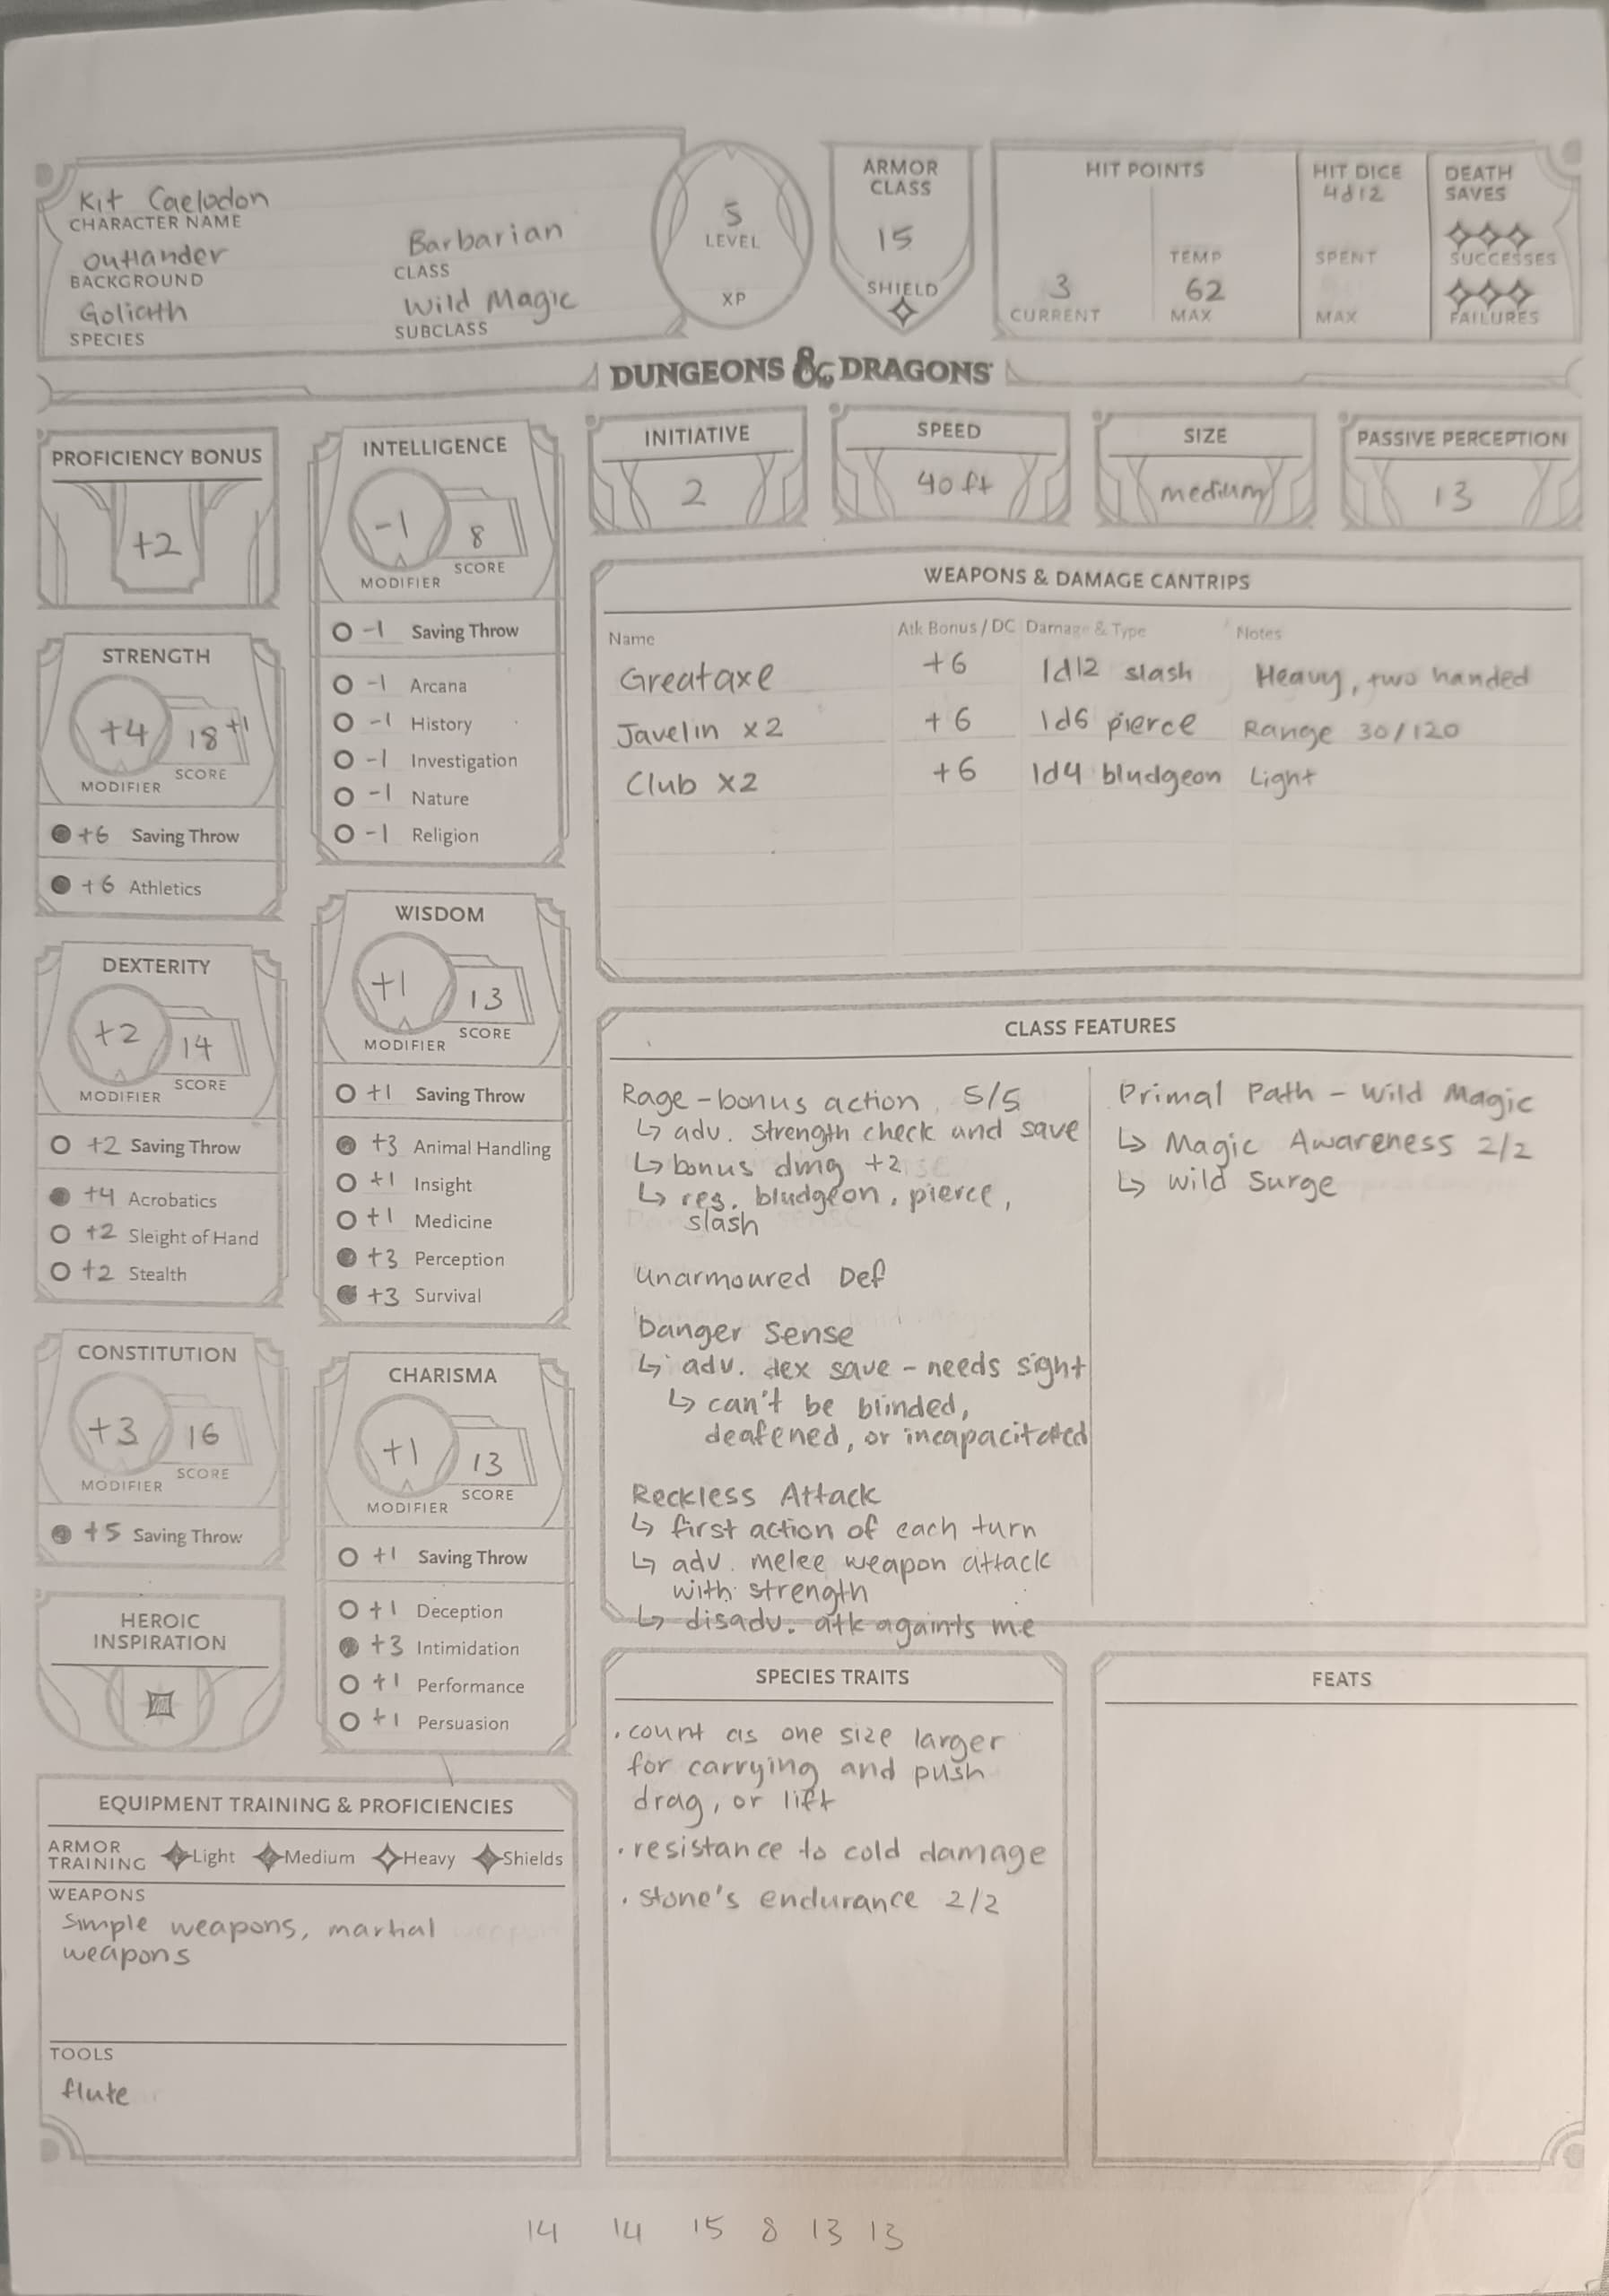 Kit Caelodon
CHARACTER NAME
outlander
BACKGROUND
Goliath
SPECIES
Barbarian
CLASS
Wild Magic
SUBCLASS
5
LEVEL
XP
ARMOR
CLASS
15
SHIELD
HIT POINTS
3
CURRENT
TEMP
62
MAX
HIT DICE
4d12
SPENT
MAX
DEATH
SAVES
SUCCESSES
FAILURES
DUNGEONS & DRAGONS
PROFICIENCY BONUS
+2
STRENGTH
+4
MODIFIER
18 +1
SCORE
+6 Saving Throw
+6 Athletics
DEXTERITY
+2
MODIFIER
14
SCORE
+2 Saving Throw
+4 Acrobatics
+2 Sleight of Hand
+2 Stealth
CONSTITUTION
+3
MODIFIER
16
SCORE
+5 Saving Throw
HEROIC
INSPIRATION
INTELLIGENCE
-1
MODIFIER
8
SCORE
-1 Saving Throw
-1 Arcana
-1 History
-1 Investigation
-1 Nature
-1 Religion
WISDOM
+1
MODIFIER
13
SCORE
+1 Saving Throw
+3 Animal Handling
+1 Insight
+1 Medicine
+3 Perception
+3 Survival
CHARISMA
+1
MODIFIER
13
SCORE
+1 Saving Throw
+1 Deception
+3 Intimidation
+1 Performance
+1 Persuasion
EQUIPMENT TRAINING & PROFICIENCIES
ARMOR
TRAINING
Light Medium Heavy Shields
WEAPONS
Simple weapons, martial
weapons
TOOLS
flute
INITIATIVE
2
SPEED
40 ft
SIZE
medium
PASSIVE PERCEPTION
13
WEAPONS & DAMAGE CANTRIPS
Name Atk Bonus / DC Damage & Type Notes
Greataxe +6 1d12 slash Heavy, two handed
Javelin x2 +6 1d6 pierce Range 30/120
Club x2 +6 1d4 bludgeon Light
CLASS FEATURES
Rage - bonus action 5/5
↳ adv. strength check and save
↳ bonus dmg +2
↳ res. bludgeon, pierce,
slash
Unarmoured Def
Danger Sense
↳ adv. dex save - needs sight
↳ can't be blinded,
deafened, or incapacitated
Reckless Attack
↳ first action of each turn
↳ adv. melee weapon attack
with strength
↳ disadv. atk againts me
Primal Path - Wild Magic
↳ Magic Awareness 2/2
↳ Wild Surge
SPECIES TRAITS
· count as one size larger
for carrying and push
drag, or lift
· resistance to cold damage
· stone's endurance 2/2
FEATS
14 14 15 8 13 13